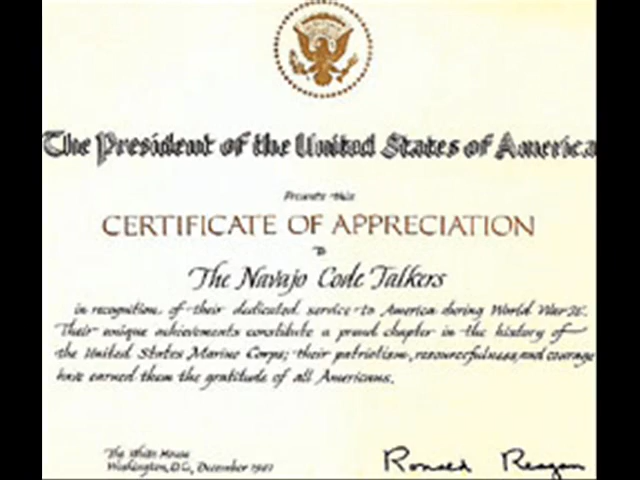 The President of the United States of America
Presents this
CERTIFICATE OF APPRECIATION
to
The Navajo Code Talkers
in recognition of their dedicated service to America during World War II.
Their unique achievements constitute a proud chapter in the history of
the United States Marine Corps; their patriotism, resourcefulness, and courage
have earned them the gratitude of all Americans.
The White House
Washington, D.C., December
Ronald Reagan